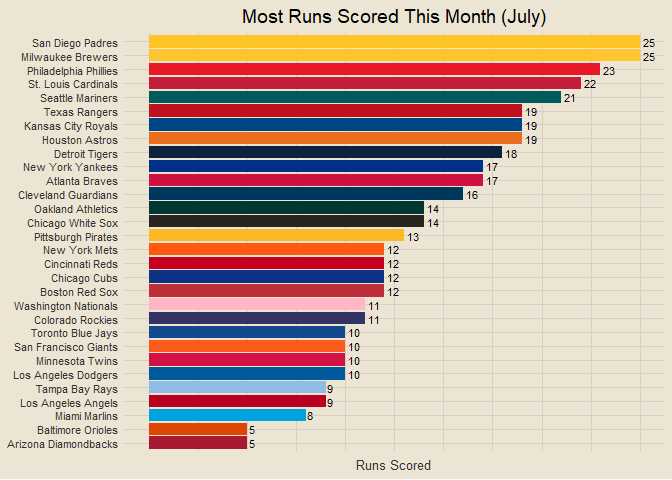 Most Runs Scored This Month (July)
San Diego Padres 25
Milwaukee Brewers 25
Philadelphia Phillies 23
St. Louis Cardinals 22
Seattle Mariners 21
Texas Rangers 19
Kansas City Royals 19
Houston Astros 19
Detroit Tigers 18
New York Yankees 17
Atlanta Braves 17
Cleveland Guardians 16
Oakland Athletics 14
Chicago White Sox 14
Pittsburgh Pirates 13
New York Mets 12
Cincinnati Reds 12
Chicago Cubs 12
Boston Red Sox 12
Washington Nationals 11
Colorado Rockies 11
Toronto Blue Jays 10
San Francisco Giants 10
Minnesota Twins 10
Los Angeles Dodgers 10
Tampa Bay Rays 9
Los Angeles Angels 9
Miami Marlins 8
Baltimore Orioles 5
Arizona Diamondbacks 5
Runs Scored